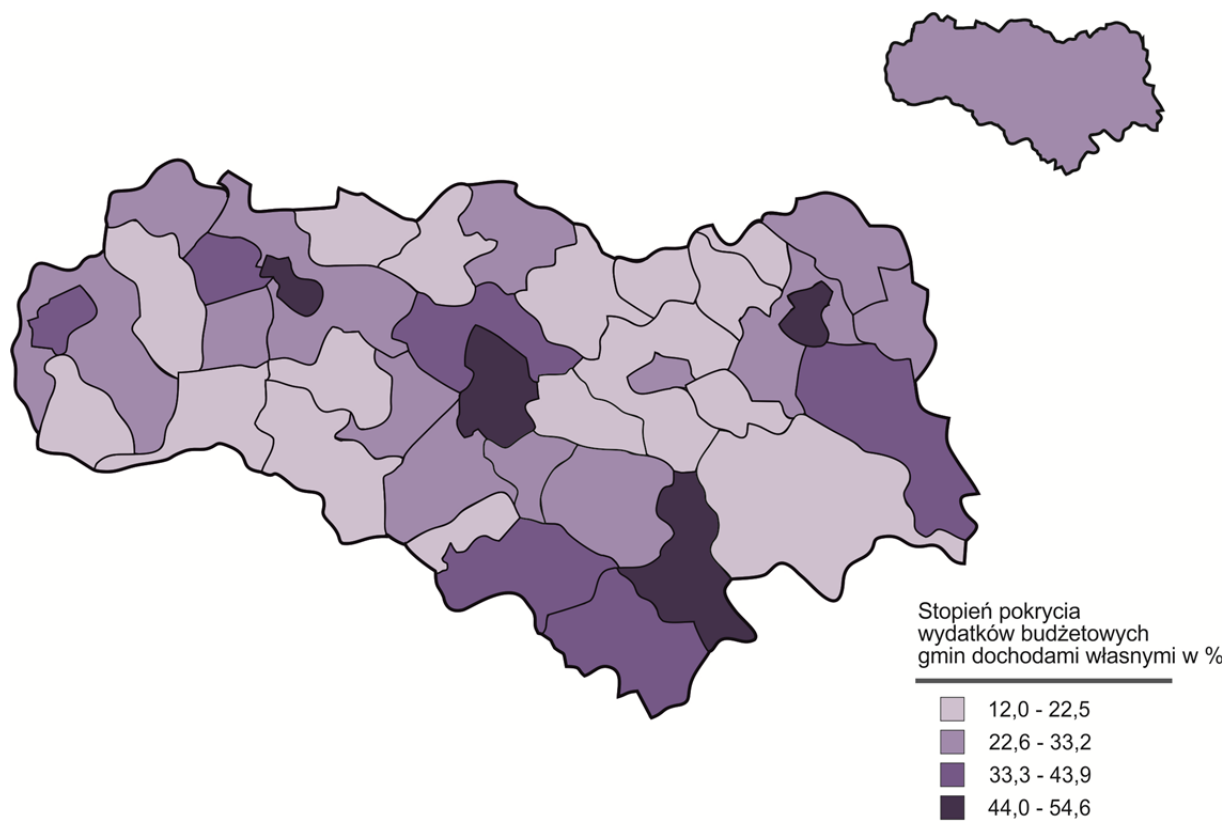 Stopień pokrycia
wydatków budżetowych
gmin dochodami własnymi w %
12,0 - 22,5
22,6 - 33,2
33,3 - 43,9
44,0 - 54,6